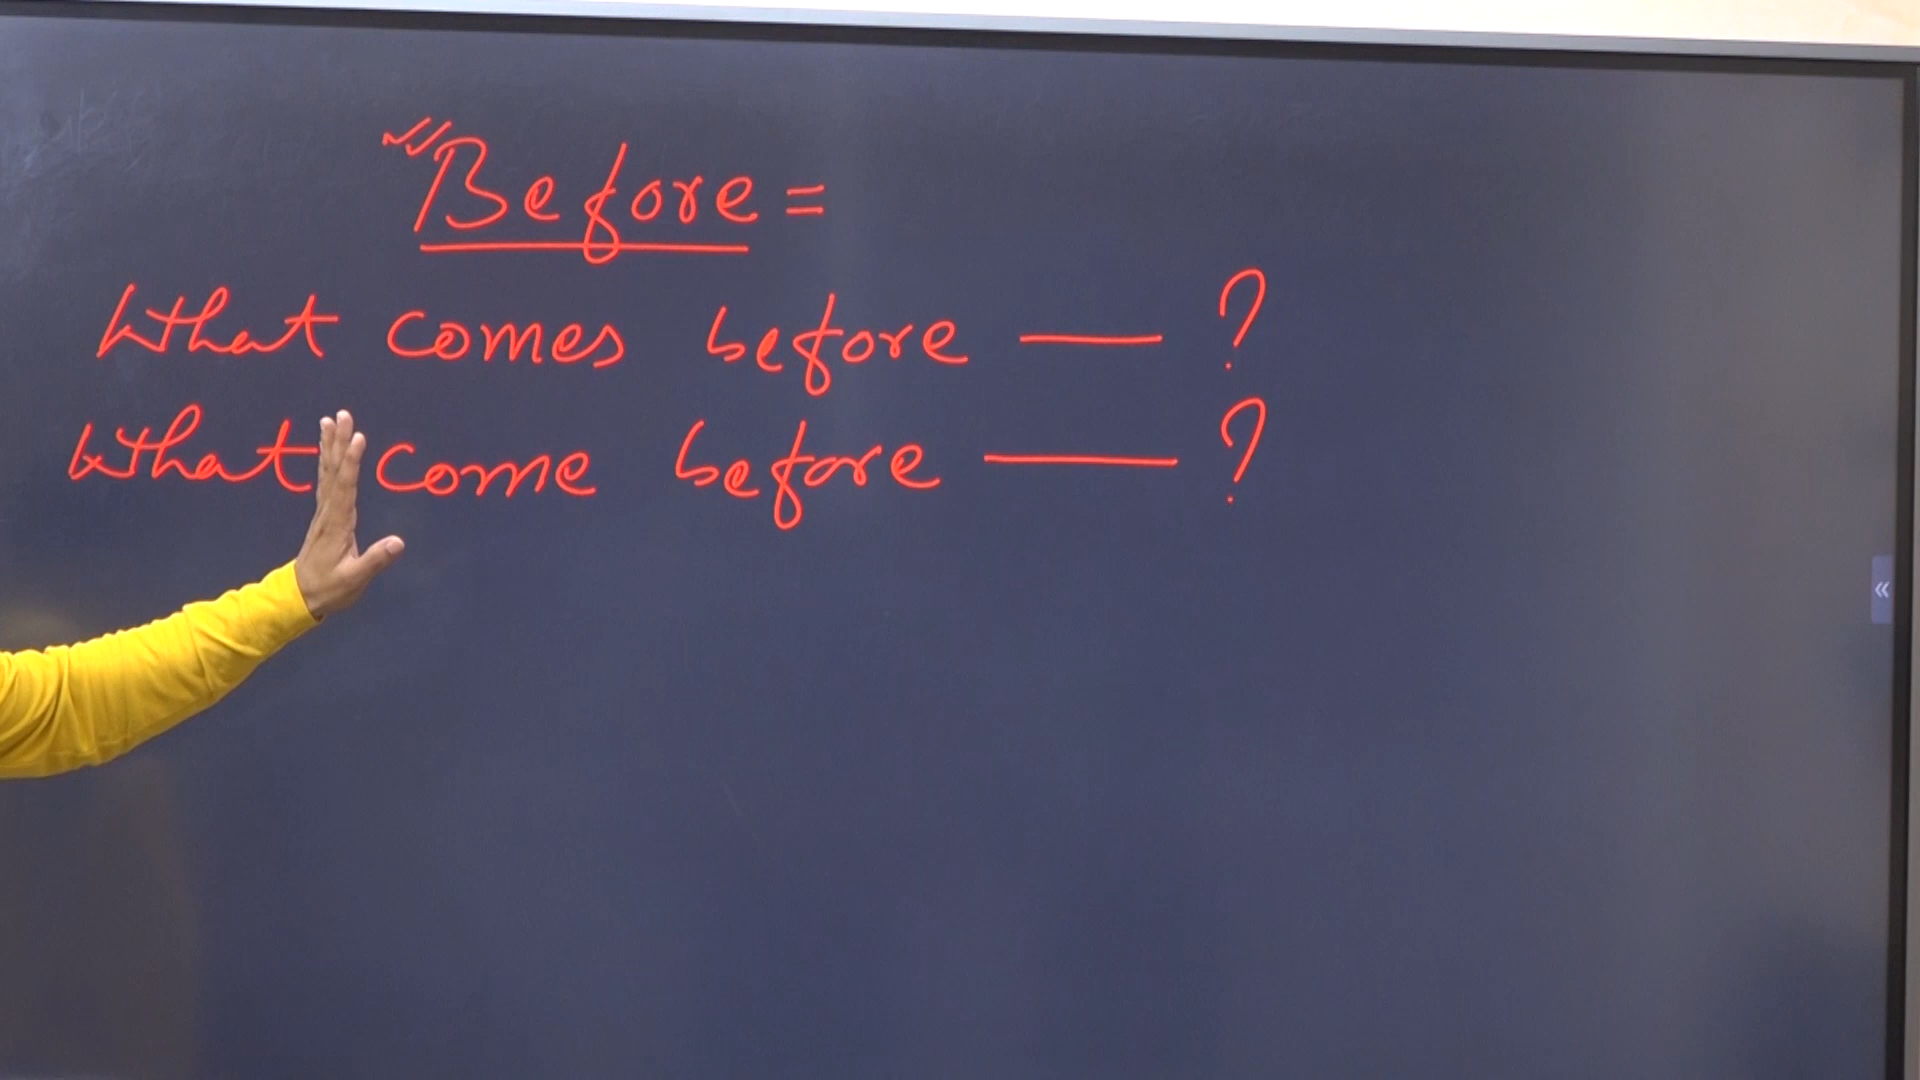 Before =
What comes before — ?
What come before — ?